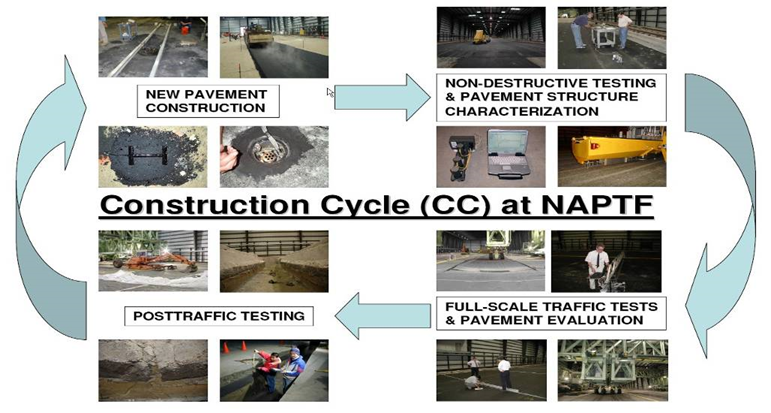 NEW PAVEMENT
CONSTRUCTION
NON-DESTRUCTIVE TESTING
& PAVEMENT STRUCTURE
CHARACTERIZATION
Construction Cycle (CC) at NAPTF
POSTTRAFFIC TESTING
FULL-SCALE TRAFFIC TESTS
& PAVEMENT EVALUATION